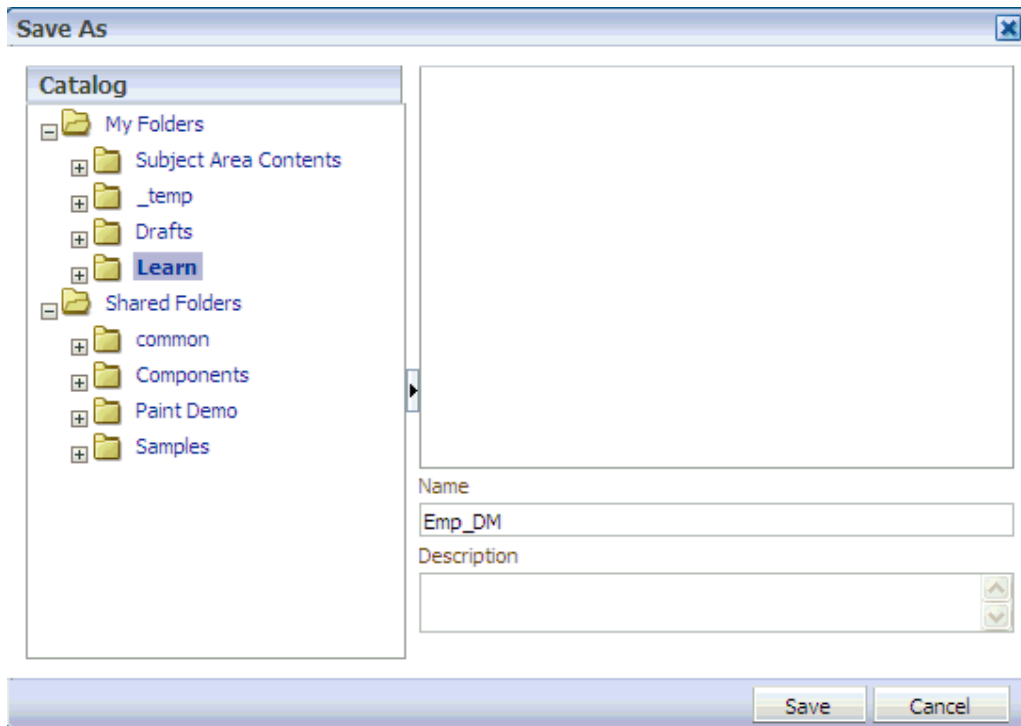 Save As
Catalog
My Folders
Subject Area Contents
_temp
Drafts
Learn
Shared Folders
common
Components
Paint Demo
Samples
Name
Emp_DM
Description
Save
Cancel